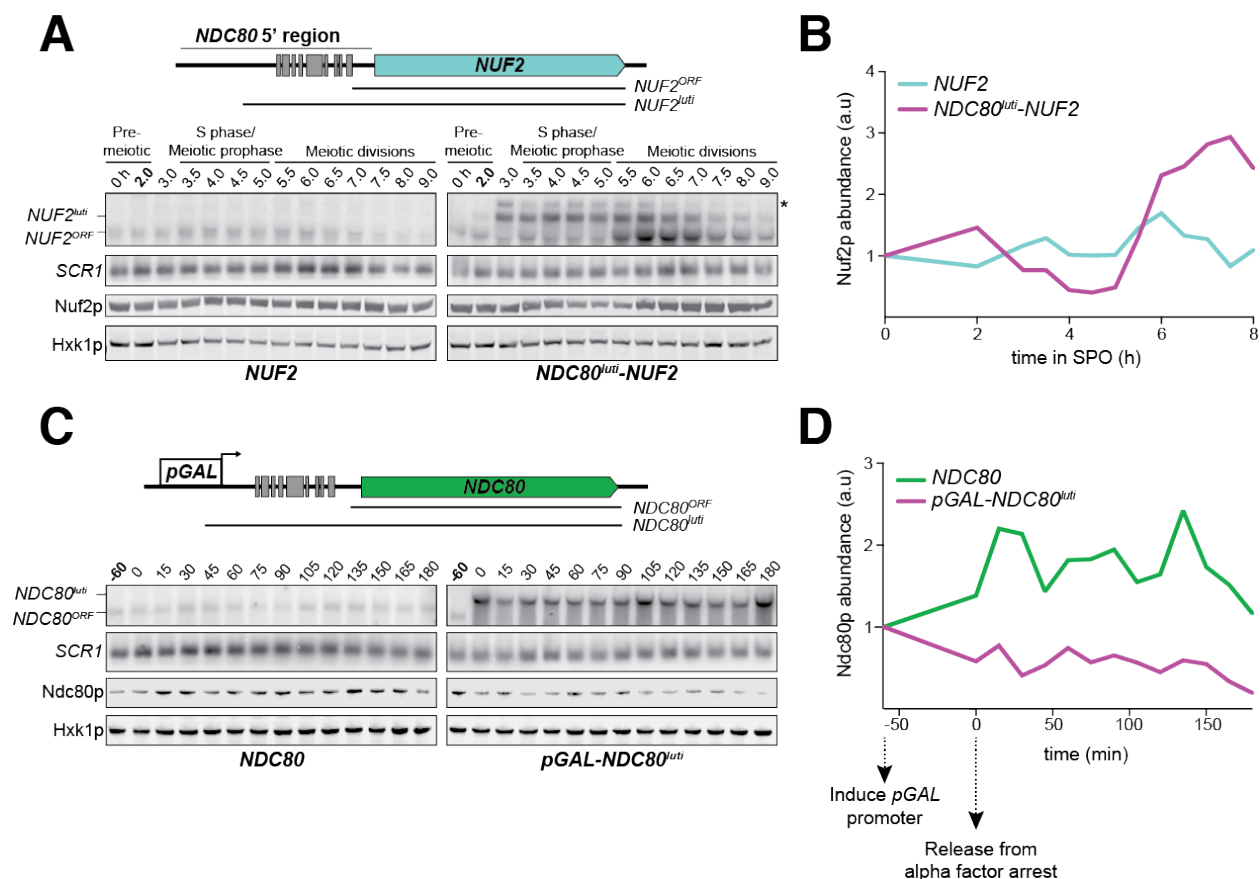 A
NDC80 5' region
NUF2
NUF2ORF
NUF2luti
Pre-
meiotic
S phase/
Meiotic prophase
Meiotic divisions
Pre-
meiotic
S phase/
Meiotic prophase
Meiotic divisions
0 h 2.0 3.0 3.5 4.0 4.5 5.0 5.5 6.0 6.5 7.0 7.5 8.0 9.0
0 h 2.0 3.0 3.5 4.0 4.5 5.0 5.5 6.0 6.5 7.0 7.5 8.0 9.0
NUF2luti
*
NUF2ORF
SCR1
Nuf2p
Hxk1p
NUF2
NDC80luti-NUF2
B
Nuf2p abundance (a.u)
4
3
2
1
NUF2
NDC80luti-NUF2
0 2 4 6 8
time in SPO (h)
C
pGAL
NDC80
NDC80ORF
NDC80luti
-60 0 15 30 45 60 75 90 105 120 135 150 165 180
-60 0 15 30 45 60 75 90 105 120 135 150 165 180
NDC80luti
NDC80ORF
SCR1
Ndc80p
Hxk1p
NDC80
pGAL-NDC80luti
D
Ndc80p abundance (a.u)
3
2
1
NDC80
pGAL-NDC80luti
-50 0 50 100 150
time (min)
Induce pGAL
promoter
Release from
alpha factor arrest